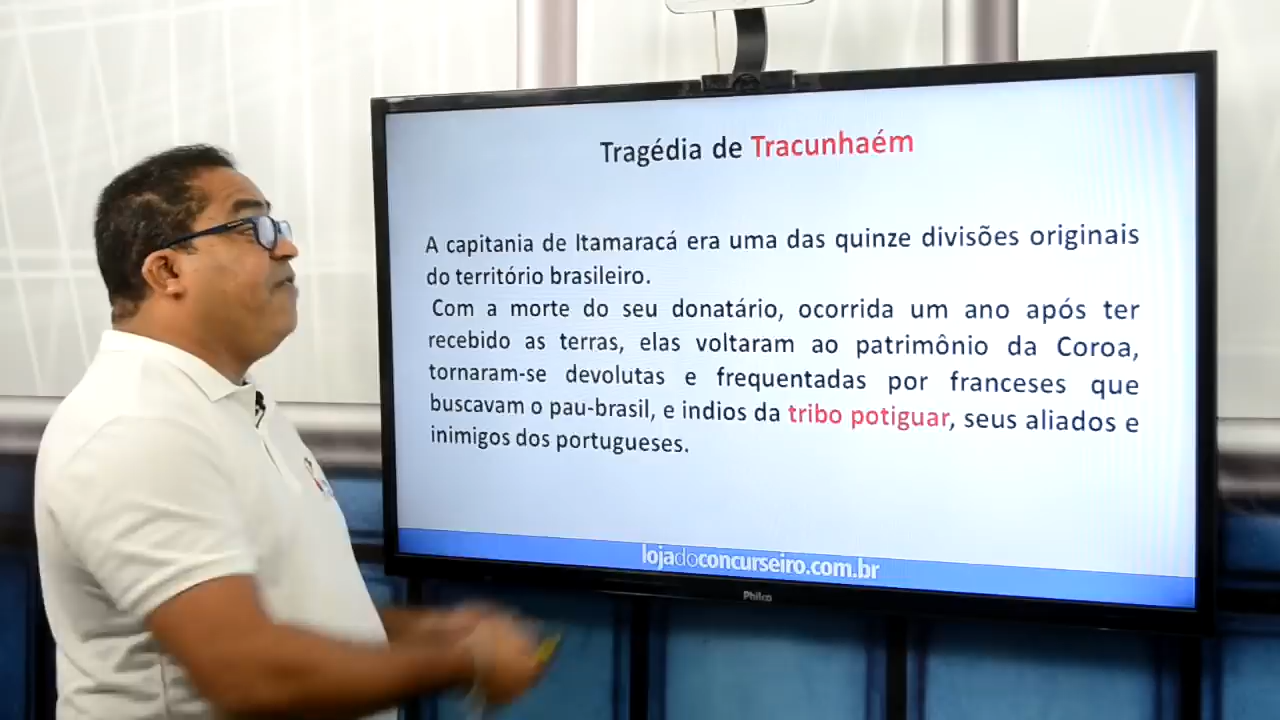 Tragédia de Tracunhaém
A capitania de Itamaracá era uma das quinze divisões originais
do território brasileiro.
Com a morte do seu donatário, ocorrida um ano após ter
recebido as terras, elas voltaram ao patrimônio da Coroa,
tornaram-se devolutas e frequentadas por franceses que
buscavam o pau-brasil, e indios da tribo potiguar, seus aliados e
inimigos dos portugueses.
lojadoconcurseiro.com.br
Philco